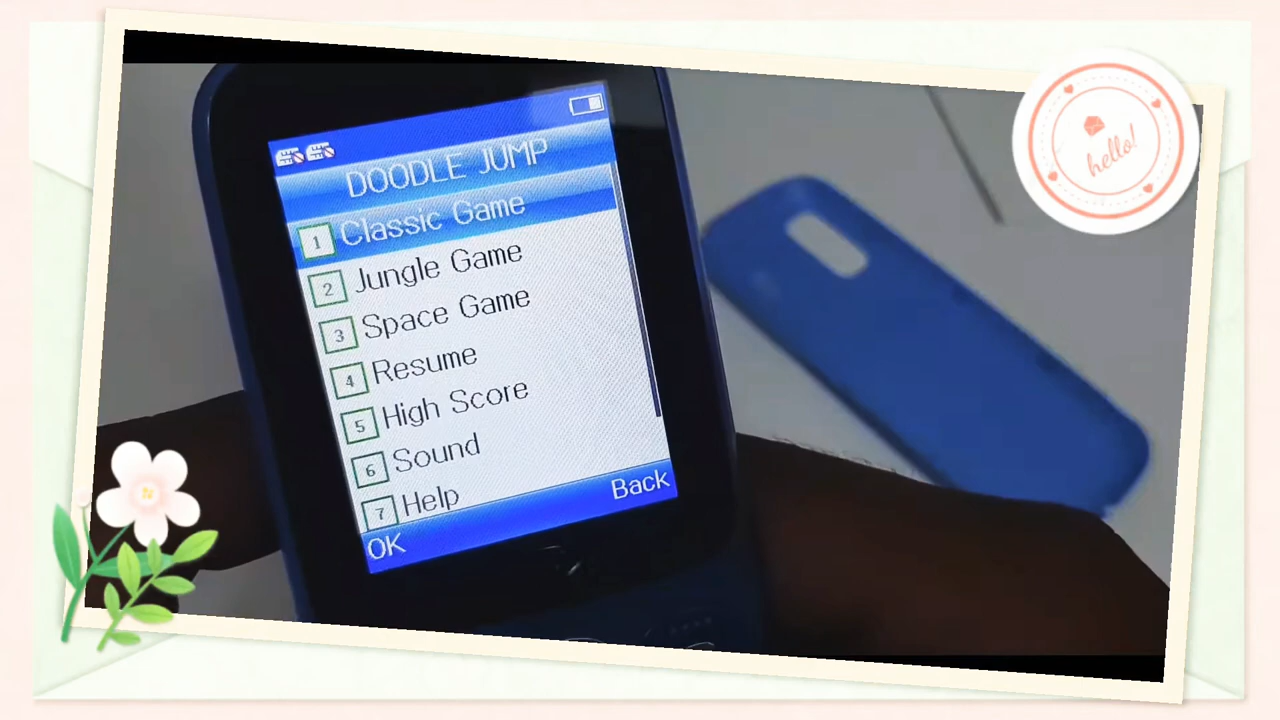 DOODLE JUMP
1 Classic Game
2 Jungle Game
3 Space Game
4 Resume
5 High Score
6 Sound
7 Help
OK Back
hello!